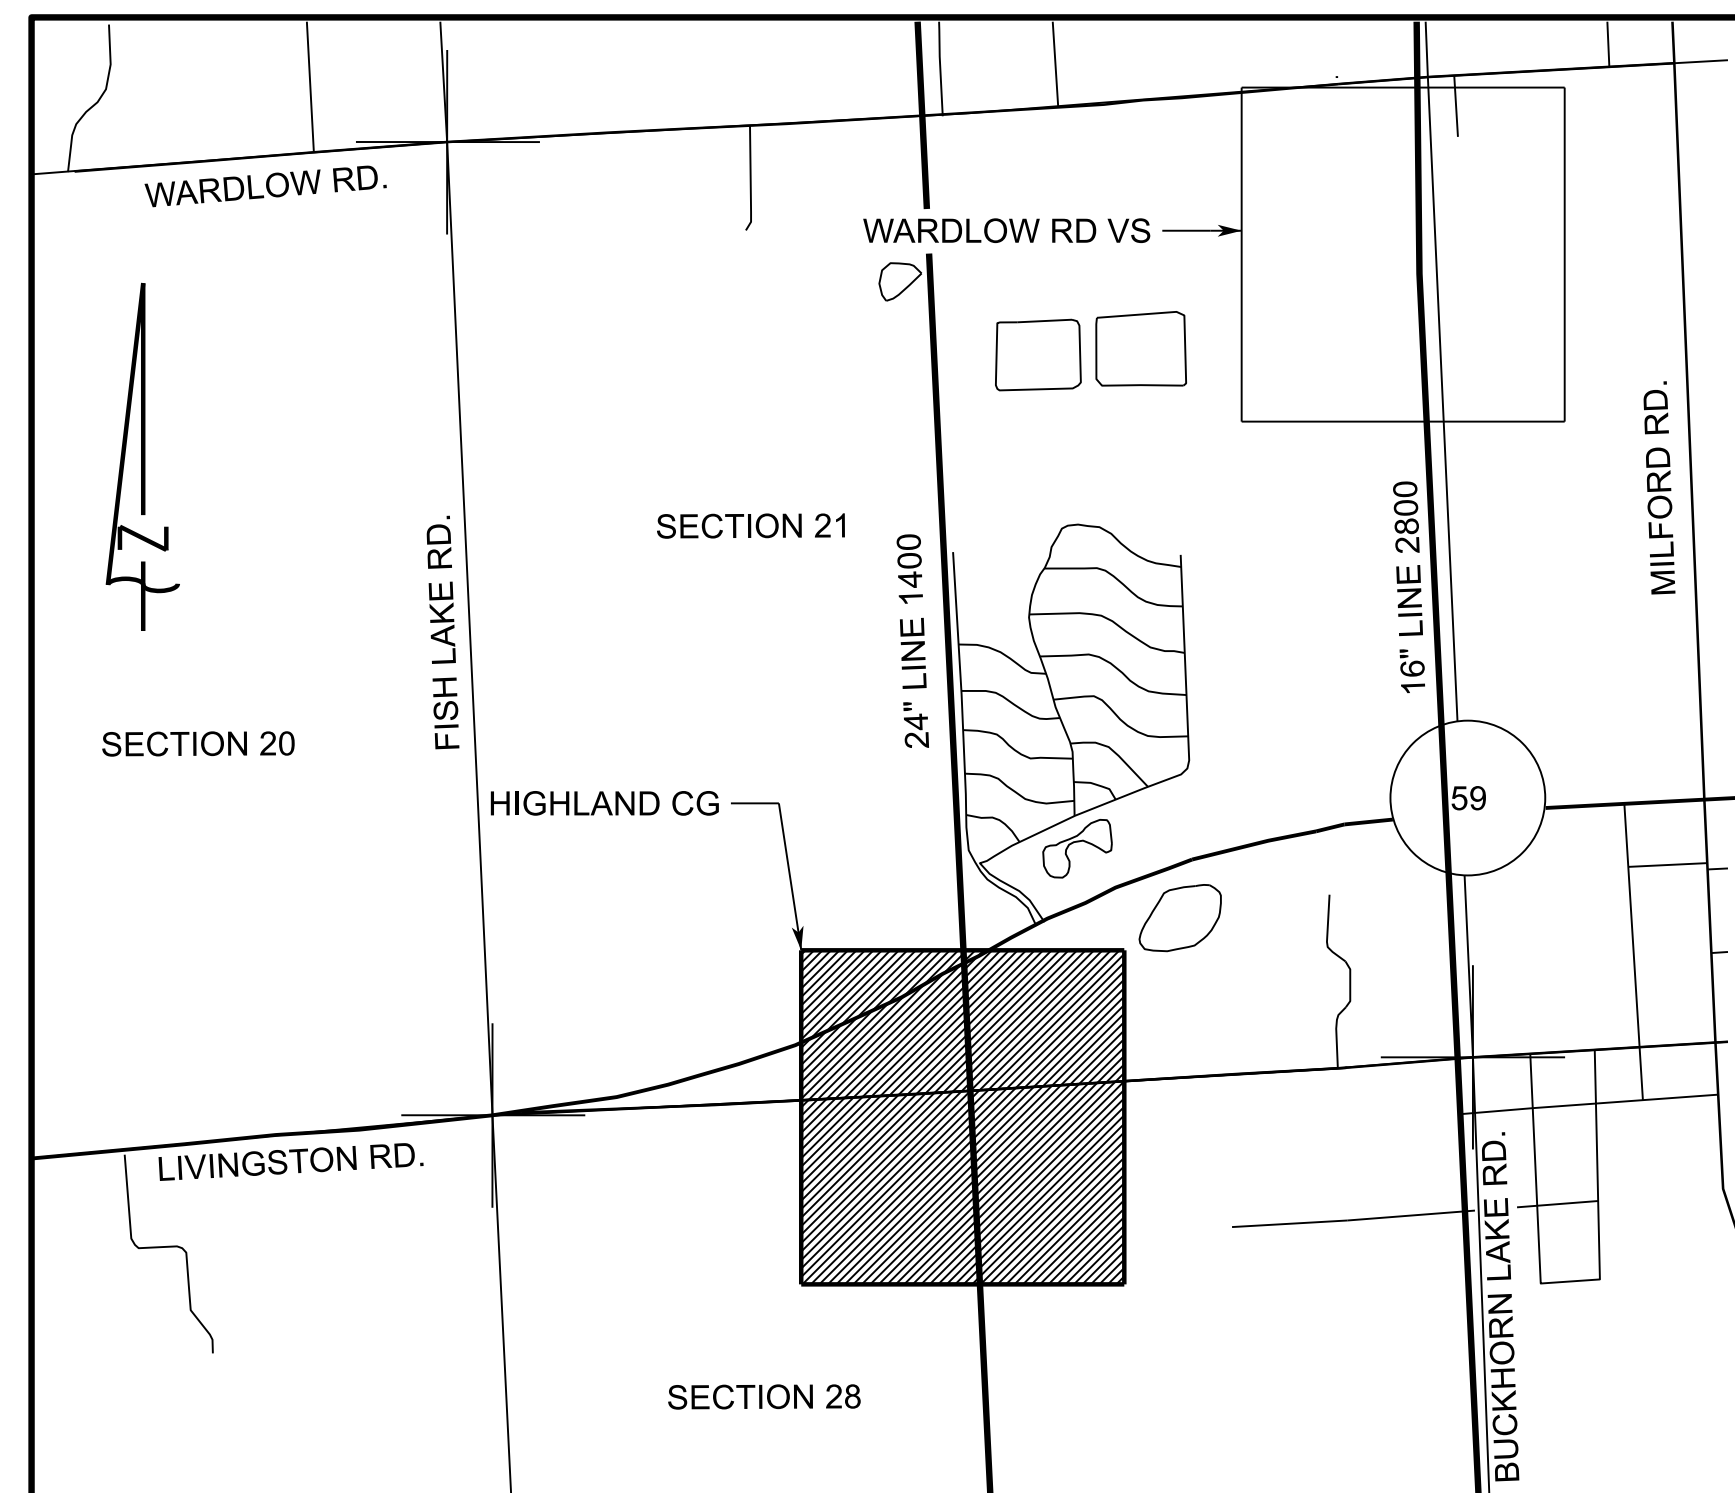 WARDLOW RD.
WARDLOW RD VS
MILFORD RD.
16" LINE 2800
SECTION 21
FISH LAKE RD.
24" LINE 1400
N
SECTION 20
HIGHLAND CG
59
LIVINGSTON RD.
BUCKHORN LAKE RD.
SECTION 28